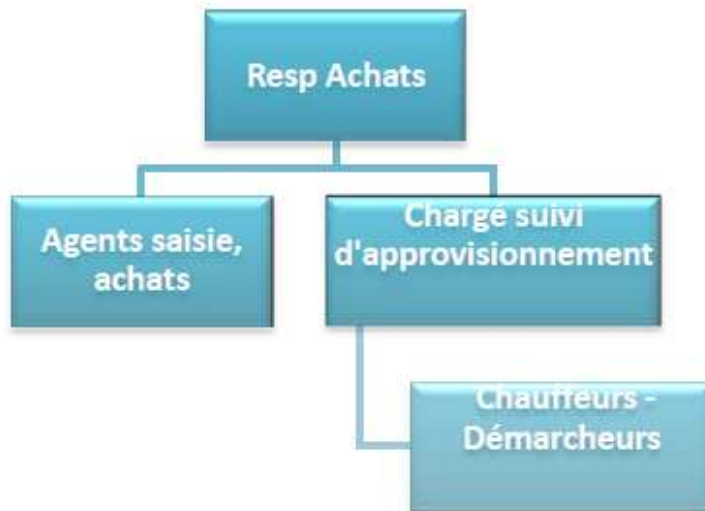 Resp Achats
Agents saisie,
achats
Chargé suivi
d'approvisionnement
Chauffeurs -
Démarcheurs